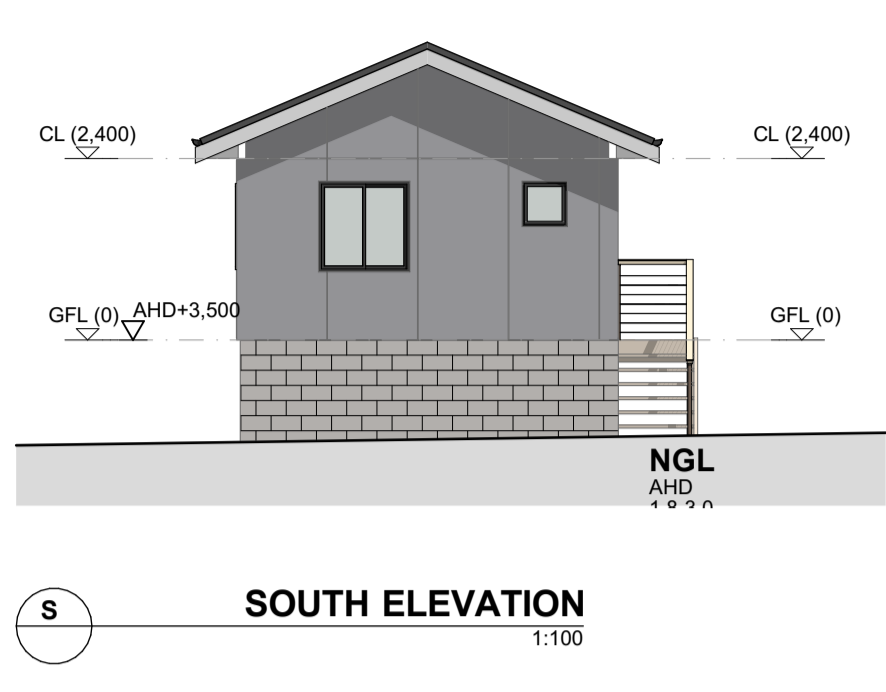 CL (2,400) CL (2,400)
GFL (0) AHD+3,500 GFL (0)
NGL
AHD
S
SOUTH ELEVATION
1:100